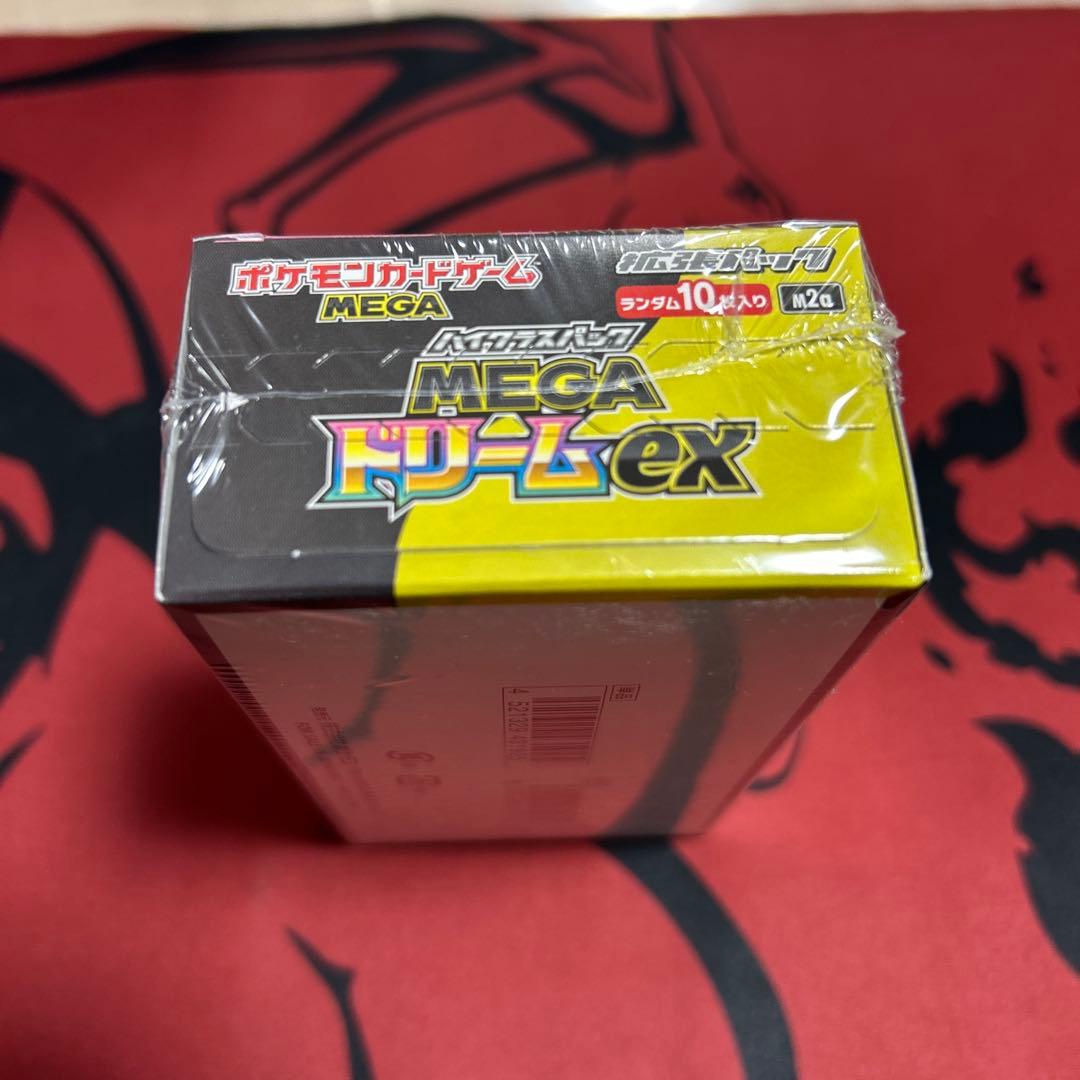 ポケモンカードゲーム
MEGA
拡張パック
ランダム10枚入り
M2a
ハイクラスパック
MEGA
ドリームex